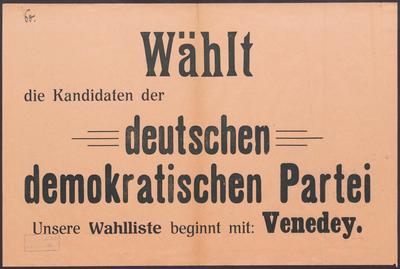 Wählt
die Kandidaten der
deutschen
demokratischen Partei
Unsere Wahlliste beginnt mit: Venedey.